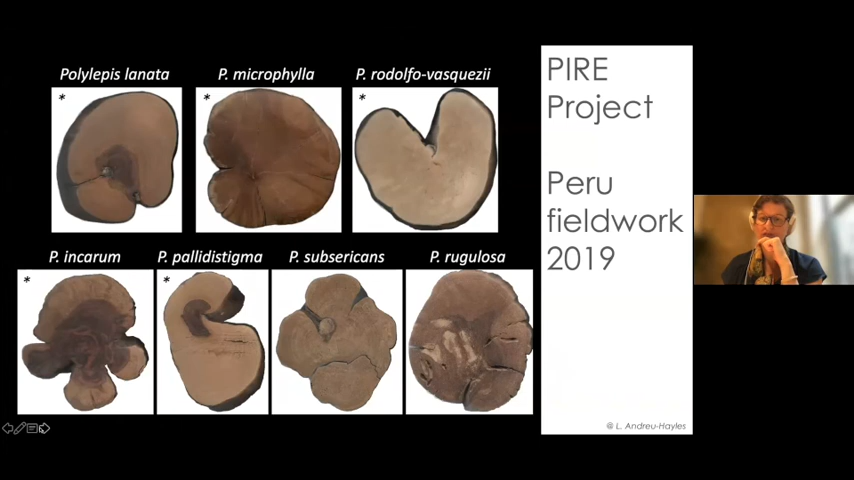 Polylepis lanata
P. microphylla
P. rodolfo-vasquezii
*
*
*
P. incarum
P. pallidistigma
P. subsericans
P. rugulosa
*
*
PIRE
Project
Peru
fieldwork
2019
@ L. Andreu-Hayles